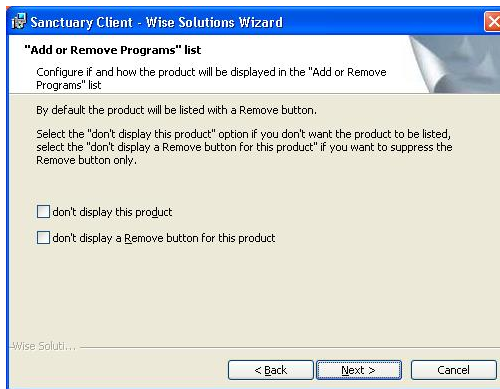 Sanctuary Client - Wise Solutions Wizard
"Add or Remove Programs" list
Configure if and how the product will be displayed in the "Add or Remove
Programs" list
By default the product will be listed with a Remove button.
Select the "don't display this product" option if you don't want the product to be listed,
select the "don't display a Remove button for this product" if you want to suppress the
Remove button only.
don't display this product
don't display a Remove button for this product
Wise Soluti...
< Back
Next >
Cancel